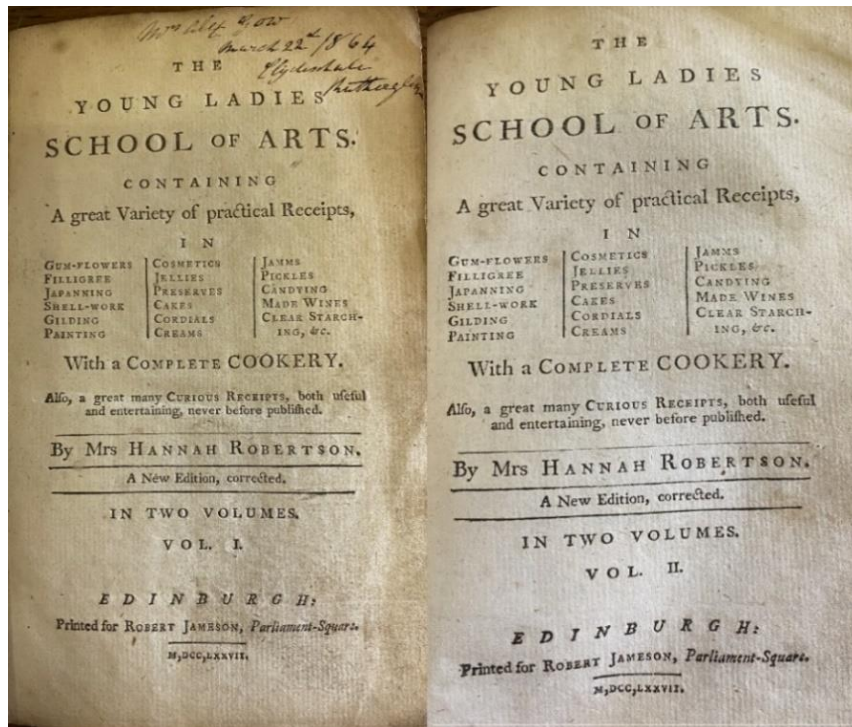 March 22d 1864
THE
YOUNG LADIES
SCHOOL OF ARTS.
CONTAINING
A great Variety of practical Receipts,
IN
GUM-FLOWERS
FILLIGREE
JAPANNING
SHELL-WORK
GILDING
PAINTING
COSMETICS
JELLIES
PRESERVES
CAKES
CORDIALS
CREAMS
JAMMS
PICKLES
CANDYING
MADE WINES
CLEAR STARCH-
ING, &c.
With a COMPLETE COOKERY.
Also, a great many CURIOUS RECEIPTS, both uſeful
and entertaining, never before publiſhed.
By Mrs HANNAH ROBERTSON.
A New Edition, corrected.
IN TWO VOLUMES.
VOL. I.
EDINBURGH:
Printed for ROBERT JAMESON, Parliament-Square.
M,DCC,LXXVII.
THE
YOUNG LADIES
SCHOOL OF ARTS.
CONTAINING
A great Variety of practical Receipts,
IN
GUM-FLOWERS
FILLIGREE
JAPANNING
SHELL-WORK
GILDING
PAINTING
COSMETICS
JELLIES
PRESERVES
CAKES
CORDIALS
CREAMS
JAMMS
PICKLES
CANDYING
MADE WINES
CLEAR STARCH-
ING, &c.
With a COMPLETE COOKERY.
Also, a great many CURIOUS RECEIPTS, both uſeful
and entertaining, never before publiſhed.
By Mrs HANNAH ROBERTSON.
A New Edition, corrected.
IN TWO VOLUMES.
VOL. II.
EDINBURGH:
Printed for ROBERT JAMESON, Parliament-Square.
M,DCC,LXXVII.